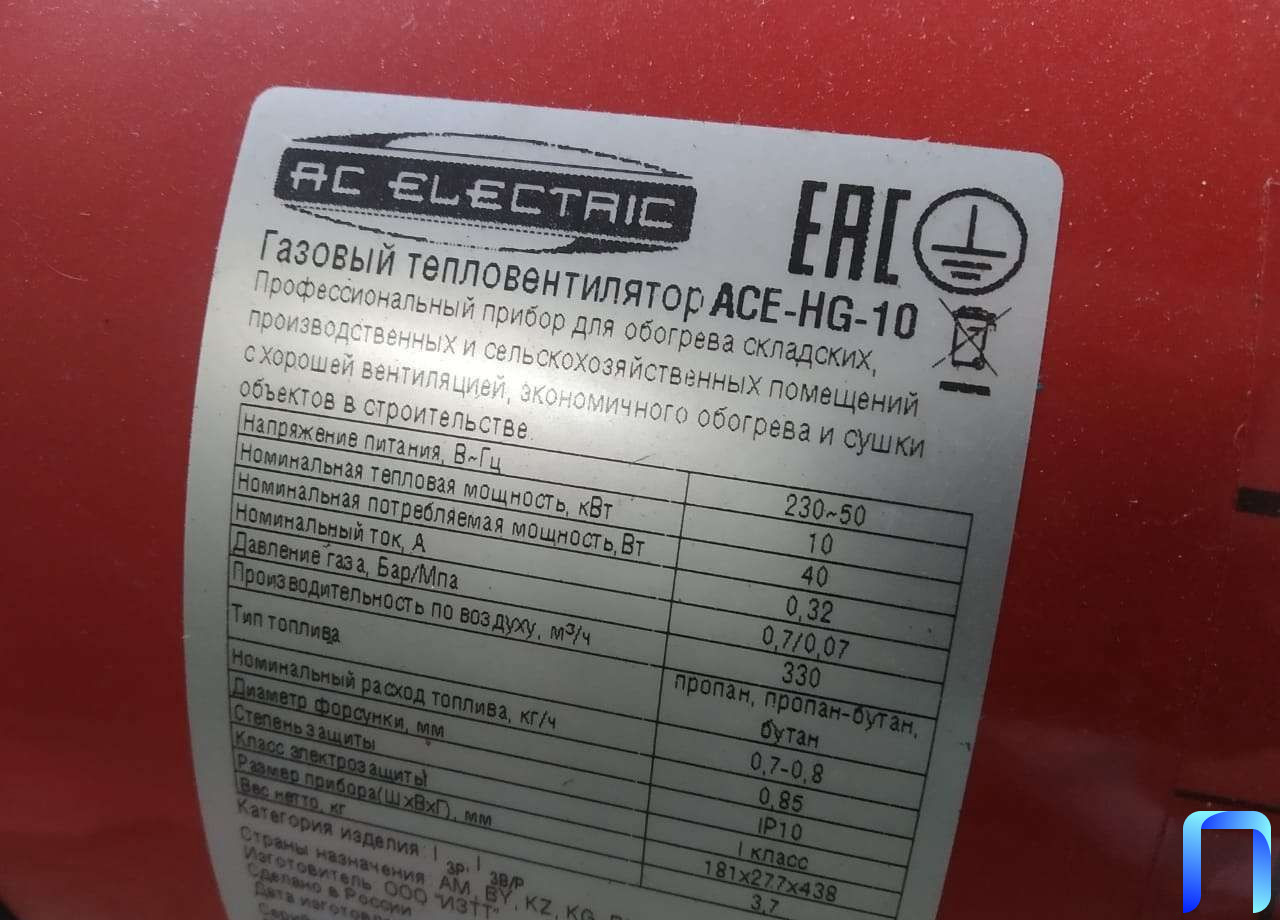 AC ELECTRIC
EAC
Газовый тепловентилятор ACE-HG-10
Профессиональный прибор для обогрева складских,
производственных и сельскохозяйственных помещений
с хорошей вентиляцией, экономичного обогрева и сушки
объектов в строительстве.
Напряжение питания, В~Гц 230~50
Номинальная тепловая мощность, кВт 10
Номинальная потребляемая мощность, Вт 40
Номинальный ток, А 0,32
Давление газа, Бар/Мпа 0,7/0,07
Производительность по воздуху, м³/ч 330
Тип топлива пропан, пропан-бутан,
бутан
Номинальный расход топлива, кг/ч 0,7-0,8
Диаметр форсунки, мм 0,85
Степень защиты IP10
Класс электрозащиты I класс
Размер прибора(ШхВхГ), мм 181x277x438
Вес нетто, кг 3,7
Категория изделия: I 3P, I 3B/P
Страны назначения: AM, BY, KZ, KG,
Изготовитель ООО "ИЗТТ"
Сделано в России
Дата